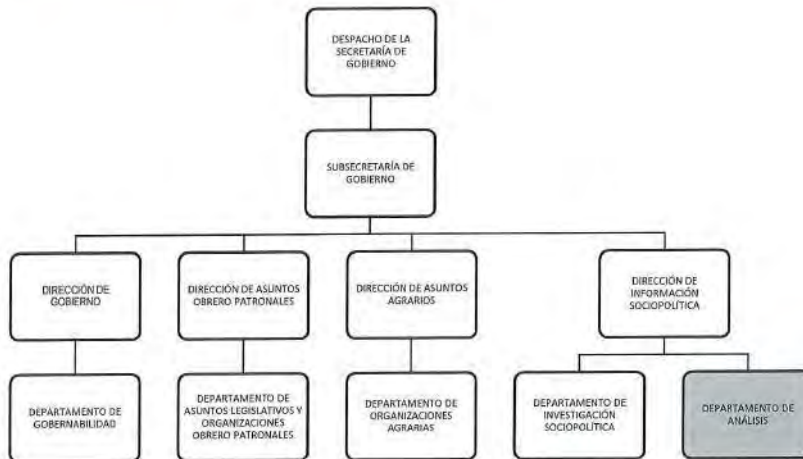 DESPACHO DE LA
SECRETARÍA DE
GOBIERNO
SUBSECRETARÍA DE
GOBIERNO
DIRECCIÓN DE
GOBIERNO
DIRECCIÓN DE ASUNTOS
OBRERO PATRONALES
DIRECCIÓN DE ASUNTOS
AGRARIOS
DIRECCIÓN DE
INFORMACIÓN
SOCIOPOLÍTICA
DEPARTAMENTO DE
GOBERNABILIDAD
DEPARTAMENTO DE
ASUNTOS LEGISLATIVOS Y
ORGANIZACIONES
OBRERO PATRONALES
DEPARTAMENTO DE
ORGANIZACIONES
AGRARIAS
DEPARTAMENTO DE
INVESTIGACIÓN
SOCIOPOLÍTICA
DEPARTAMENTO DE
ANÁLISIS